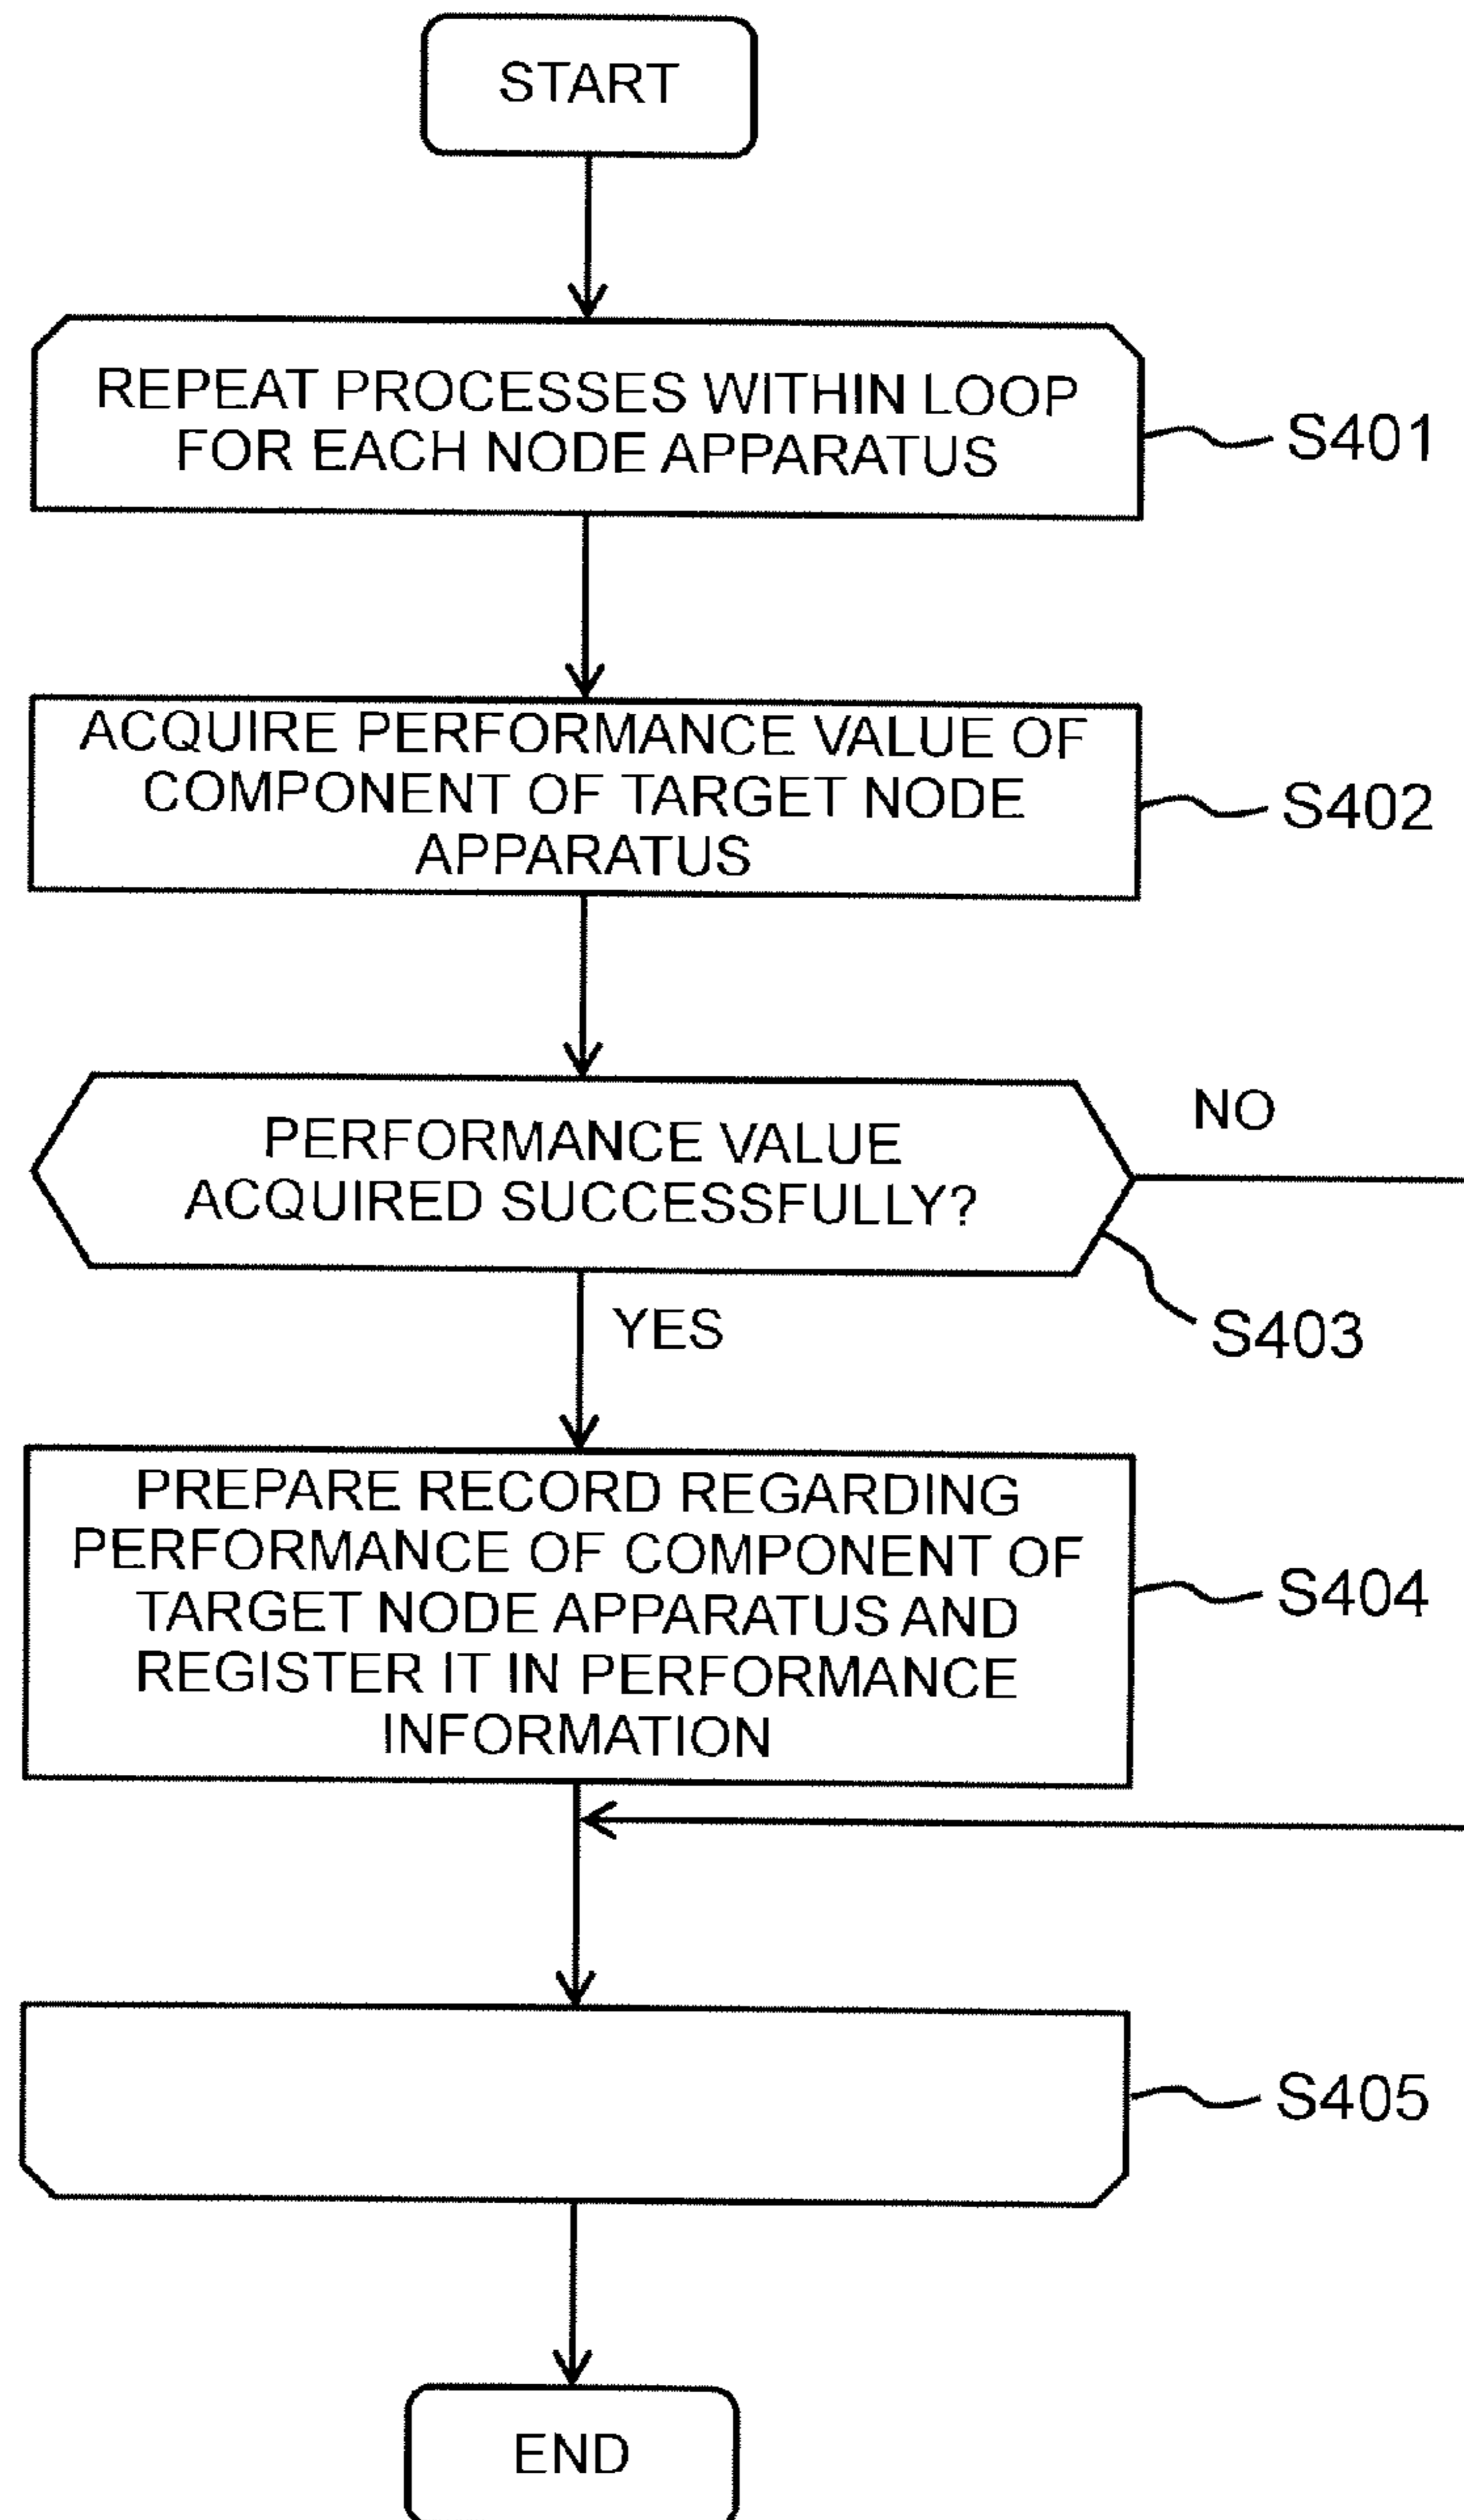 START
REPEAT PROCESSES WITHIN LOOP
FOR EACH NODE APPARATUS
S401
ACQUIRE PERFORMANCE VALUE OF
COMPONENT OF TARGET NODE
APPARATUS
S402
PERFORMANCE VALUE
ACQUIRED SUCCESSFULLY?
NO
S403
YES
PREPARE RECORD REGARDING
PERFORMANCE OF COMPONENT OF
TARGET NODE APPARATUS AND
REGISTER IT IN PERFORMANCE
INFORMATION
S404
S405
END